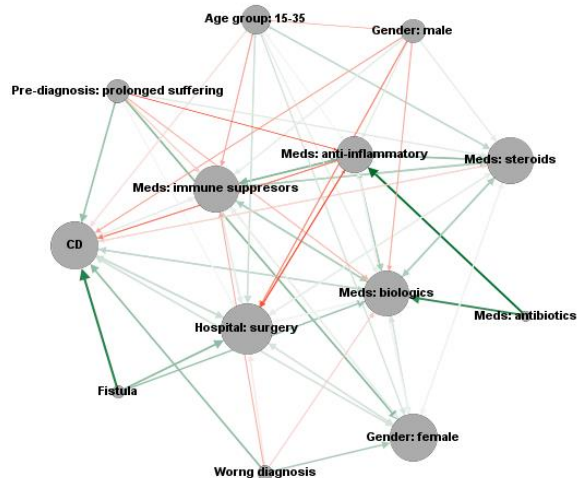 Age group: 15-35
Gender: male
Pre-diagnosis: prolonged suffering
Meds: anti-inflammatory
Meds: steroids
Meds: immune suppresors
CD
Meds: biologics
Meds: antibiotics
Hospital: surgery
Fistula
Gender: female
Worng diagnosis